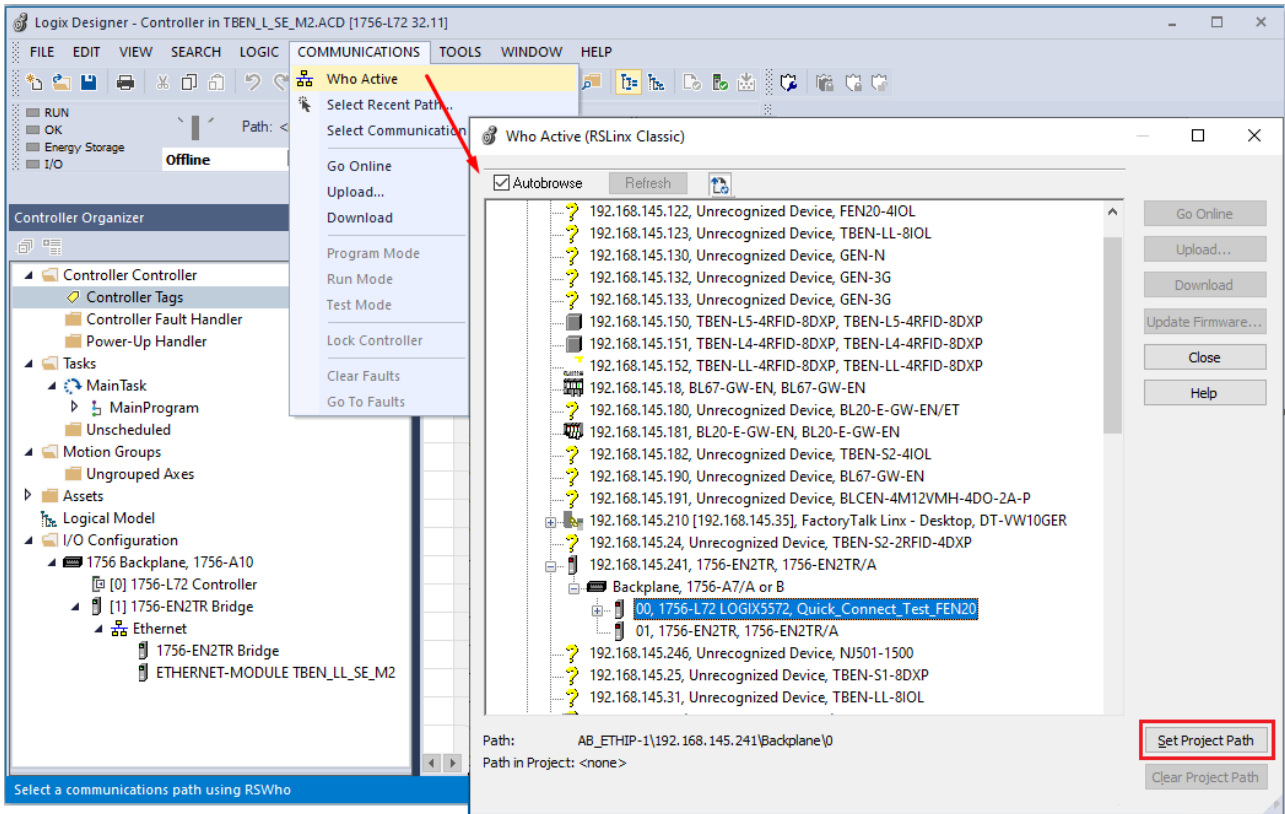 Logix Designer - Controller in TBEN_L_SE_M2.ACD [1756-L72 32.11]
FILE EDIT VIEW SEARCH LOGIC COMMUNICATIONS TOOLS WINDOW HELP
Who Active
Select Recent Path...
Select Communication
Go Online
Upload...
Download
Program Mode
Run Mode
Test Mode
Lock Controller
Clear Faults
Go To Faults
RUN
OK
Energy Storage
I/O
Path: <
Offline
Controller Organizer
Controller Controller
Controller Tags
Controller Fault Handler
Power-Up Handler
Tasks
MainTask
MainProgram
Unscheduled
Motion Groups
Ungrouped Axes
Assets
Logical Model
I/O Configuration
1756 Backplane, 1756-A10
[0] 1756-L72 Controller
[1] 1756-EN2TR Bridge
Ethernet
1756-EN2TR Bridge
ETHERNET-MODULE TBEN_LL_SE_M2
Select a communications path using RSWho
Who Active (RSLinx Classic)
Autobrowse Refresh
192.168.145.122, Unrecognized Device, FEN20-4IOL
192.168.145.123, Unrecognized Device, TBEN-LL-8IOL
192.168.145.130, Unrecognized Device, GEN-N
192.168.145.132, Unrecognized Device, GEN-3G
192.168.145.133, Unrecognized Device, GEN-3G
192.168.145.150, TBEN-L5-4RFID-8DXP, TBEN-L5-4RFID-8DXP
192.168.145.151, TBEN-L4-4RFID-8DXP, TBEN-L4-4RFID-8DXP
192.168.145.152, TBEN-LL-4RFID-8DXP, TBEN-LL-4RFID-8DXP
192.168.145.18, BL67-GW-EN, BL67-GW-EN
192.168.145.180, Unrecognized Device, BL20-E-GW-EN/ET
192.168.145.181, BL20-E-GW-EN, BL20-E-GW-EN
192.168.145.182, Unrecognized Device, TBEN-S2-4IOL
192.168.145.190, Unrecognized Device, BL67-GW-EN
192.168.145.191, Unrecognized Device, BLCEN-4M12VMH-4DO-2A-P
192.168.145.210 [192.168.145.35], FactoryTalk Linx - Desktop, DT-VW10GER
192.168.145.24, Unrecognized Device, TBEN-S2-2RFID-4DXP
192.168.145.241, 1756-EN2TR, 1756-EN2TR/A
Backplane, 1756-A7/A or B
00, 1756-L72 LOGIX5572, Quick_Connect_Test_FEN20
01, 1756-EN2TR, 1756-EN2TR/A
192.168.145.246, Unrecognized Device, NJ501-1500
192.168.145.25, Unrecognized Device, TBEN-S1-8DXP
192.168.145.31, Unrecognized Device, TBEN-LL-8IOL
Go Online
Upload...
Download
Update Firmware...
Close
Help
Path: AB_ETHIP-1\192.168.145.241\Backplane\0
Path in Project: <none>
Set Project Path
Clear Project Path